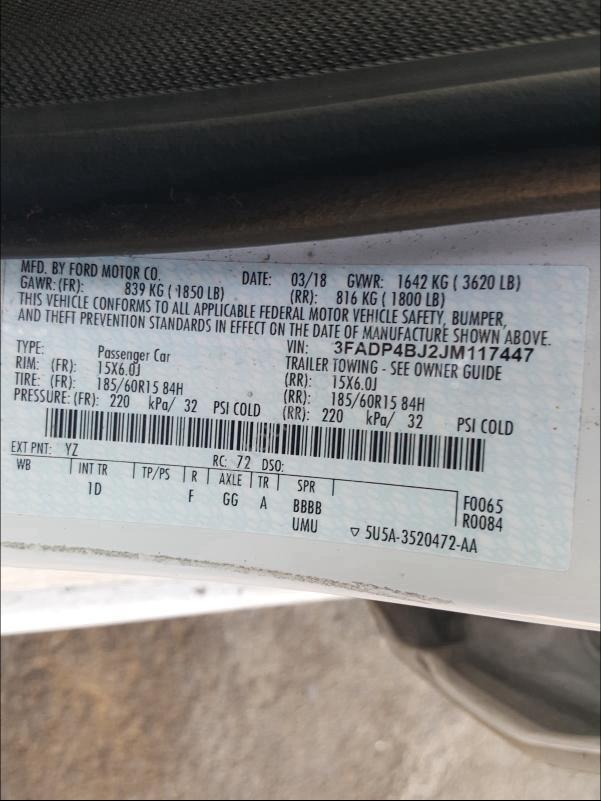 MFD. BY FORD MOTOR CO. DATE: 03/18 GVWR: 1642 KG ( 3620 LB)
GAWR: (FR): 839 KG ( 1850 LB) (RR): 816 KG ( 1800 LB)
THIS VEHICLE CONFORMS TO ALL APPLICABLE FEDERAL MOTOR VEHICLE SAFETY, BUMPER,
AND THEFT PREVENTION STANDARDS IN EFFECT ON THE DATE OF MANUFACTURE SHOWN ABOVE.
VIN: 3FADP4BJ2JM117447
TYPE: Passenger Car TRAILER TOWING - SEE OWNER GUIDE
RIM: (FR): 15X6.0J (RR): 15X6.0J
TIRE: (FR): 185/60R15 84H (RR): 185/60R15 84H
PRESSURE: (FR): 220 kPa/ 32 PSI COLD (RR): 220 kPa/ 32 PSI COLD
EXT PNT: YZ RC: 72 DSO:
WB INT TR TP/PS R AXLE TR SPR
1D F GG A BBBB F0065
UMU R0084
▽ 5U5A-3520472-AA